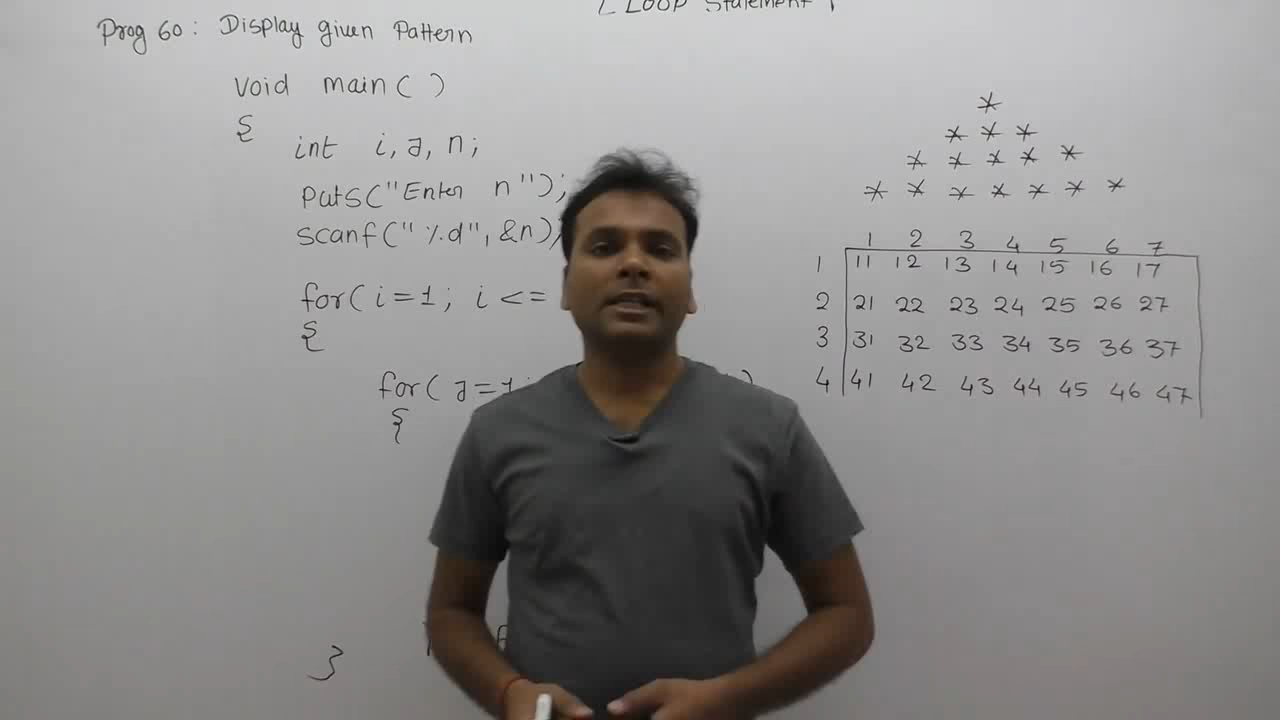 [ LOOP Statement ]
Prog 60: Display given Pattern
void main( )
{
int i, J, n;
puts("Enter n");
scanf("%d", &n);
for( i=1; i <=
{
for( J=1;
)
{
}
*
* * *
* * * * *
* * * * * * *
1 2 3 4 5 6 7
1 11 12 13 14 15 16 17
2 21 22 23 24 25 26 27
3 31 32 33 34 35 36 37
4 41 42 43 44 45 46 47